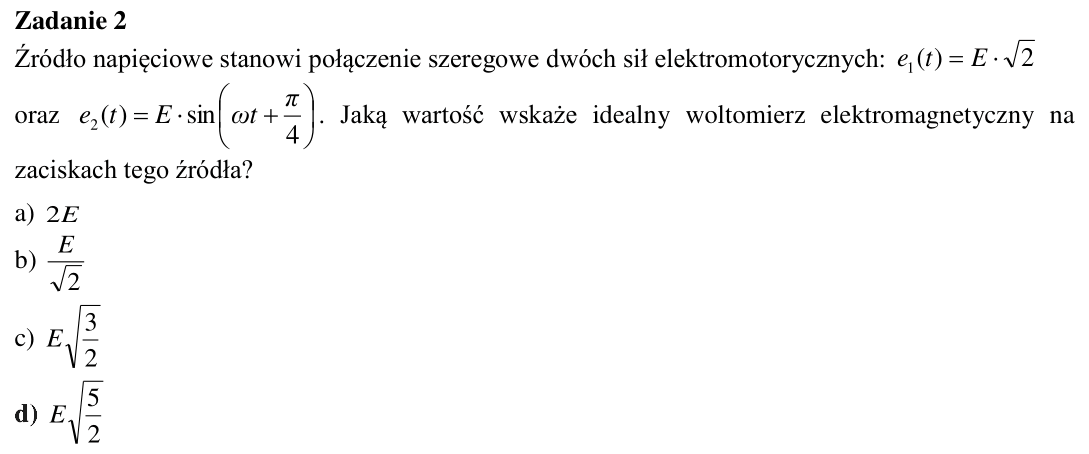 Zadanie 2
Źródło napięciowe stanowi połączenie szeregowe dwóch sił elektromotorycznych: e₁(t) = E · √2
oraz e₂(t) = E · sin(ωt + π/4). Jaką wartość wskaże idealny woltomierz elektromagnetyczny na
zaciskach tego źródła?
a) 2E
b) E/√2
c) E√(3/2)
d) E√(5/2)